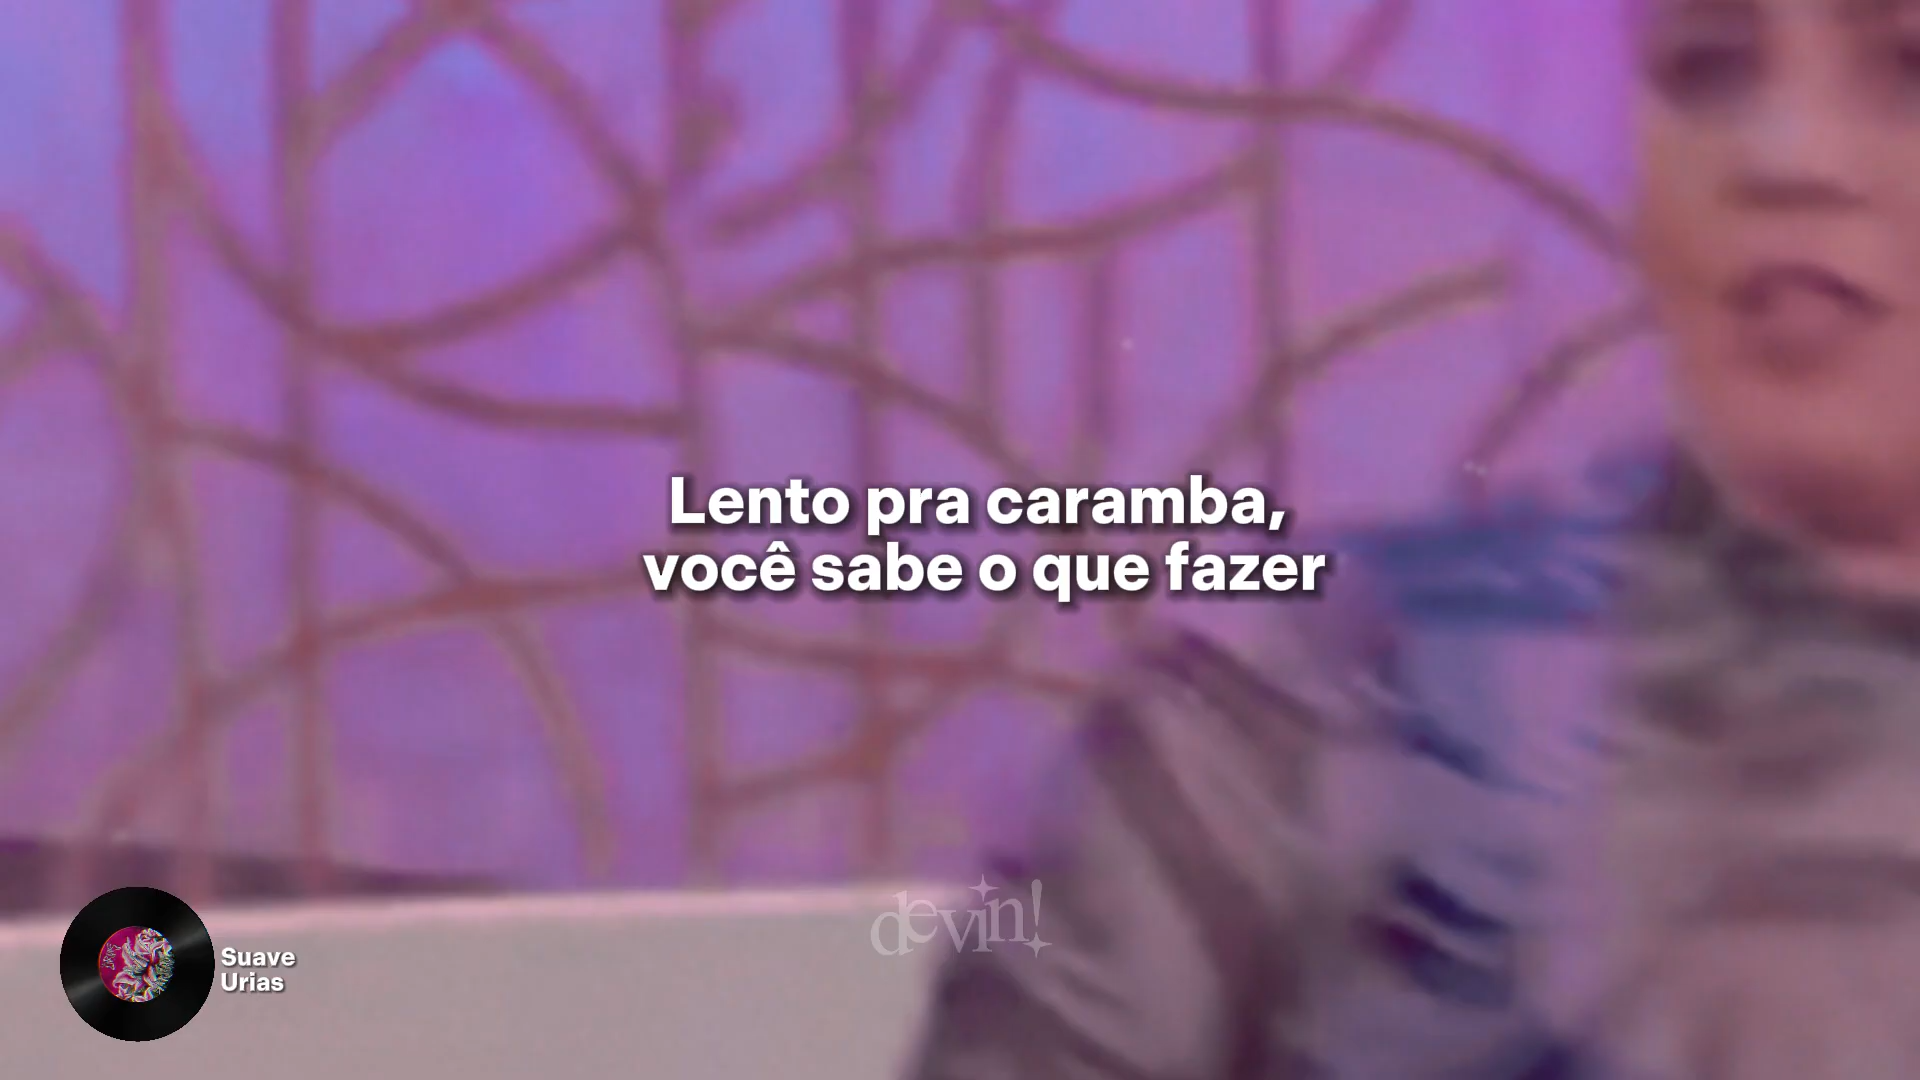 Lento pra caramba,
você sabe o que fazer
devin!
Suave
Urias